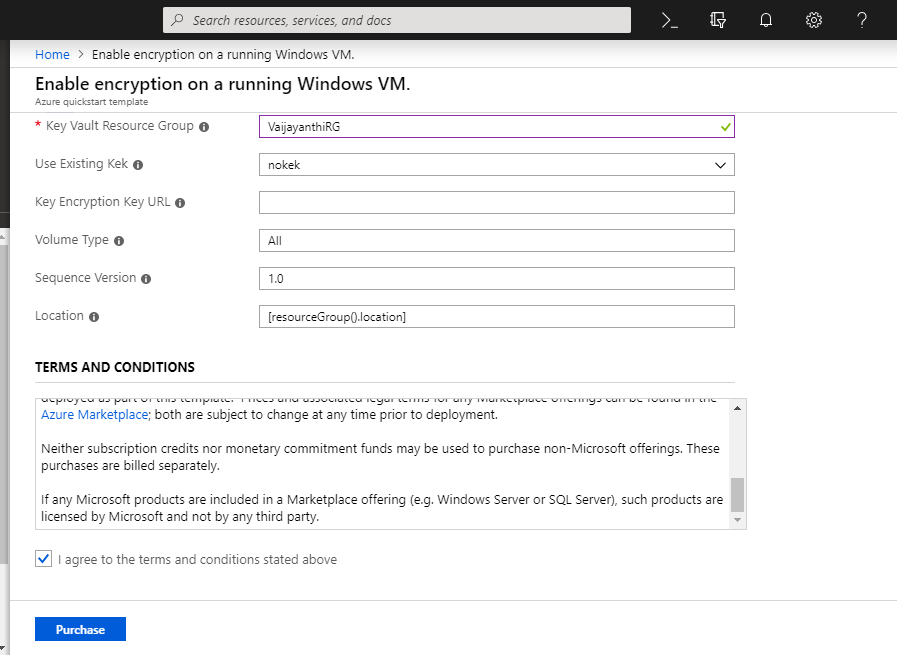 Search resources, services, and docs
Home > Enable encryption on a running Windows VM.
Enable encryption on a running Windows VM.
Azure quickstart template
* Key Vault Resource Group
VaijayanthiRG
Use Existing Kek
nokek
Key Encryption Key URL
Volume Type
All
Sequence Version
1.0
Location
[resourceGroup().location]
TERMS AND CONDITIONS
deployed as part of this template. Prices and associated legal terms for any Marketplace offerings can be found in the
Azure Marketplace; both are subject to change at any time prior to deployment.
Neither subscription credits nor monetary commitment funds may be used to purchase non-Microsoft offerings. These
purchases are billed separately.
If any Microsoft products are included in a Marketplace offering (e.g. Windows Server or SQL Server), such products are
licensed by Microsoft and not by any third party.
I agree to the terms and conditions stated above
Purchase